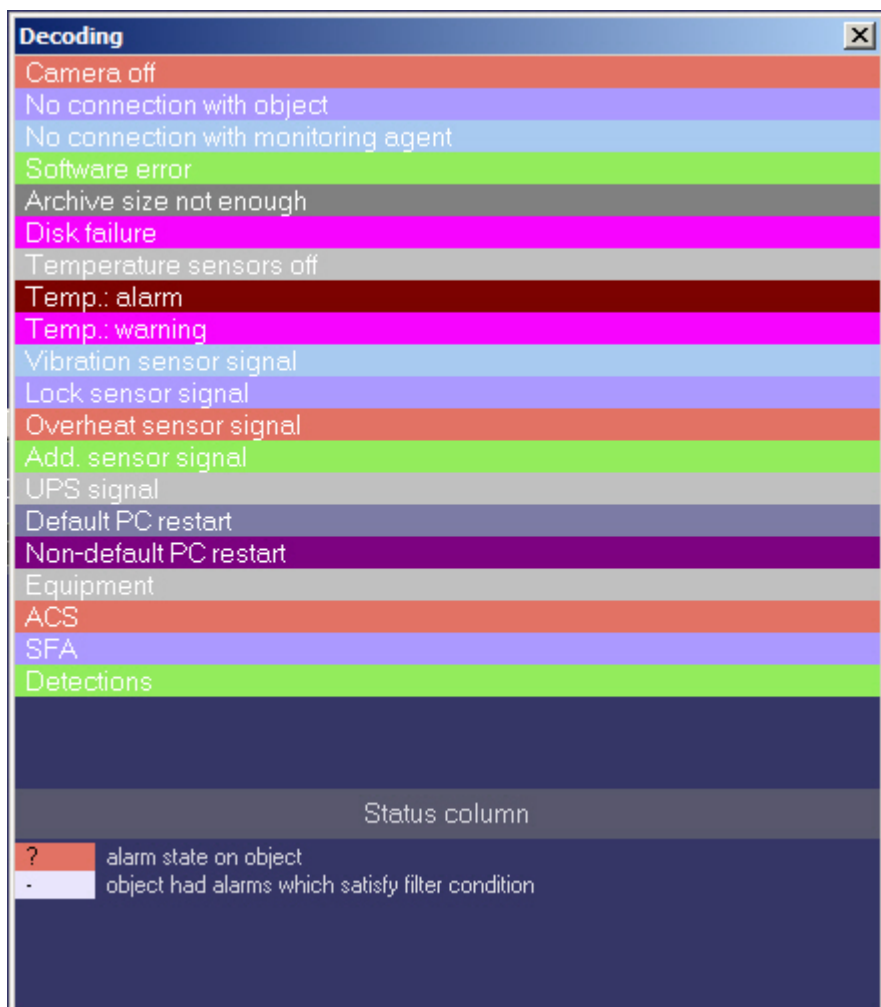 Decoding
Camera off
No connection with object
No connection with monitoring agent
Software error
Archive size not enough
Disk failure
Temperature sensors off
Temp.: alarm
Temp.: warning
Vibration sensor signal
Lock sensor signal
Overheat sensor signal
Add. sensor signal
UPS signal
Default PC restart
Non-default PC restart
Equipment
ACS
SFA
Detections
Status column
? alarm state on object
- object had alarms which satisfy filter condition